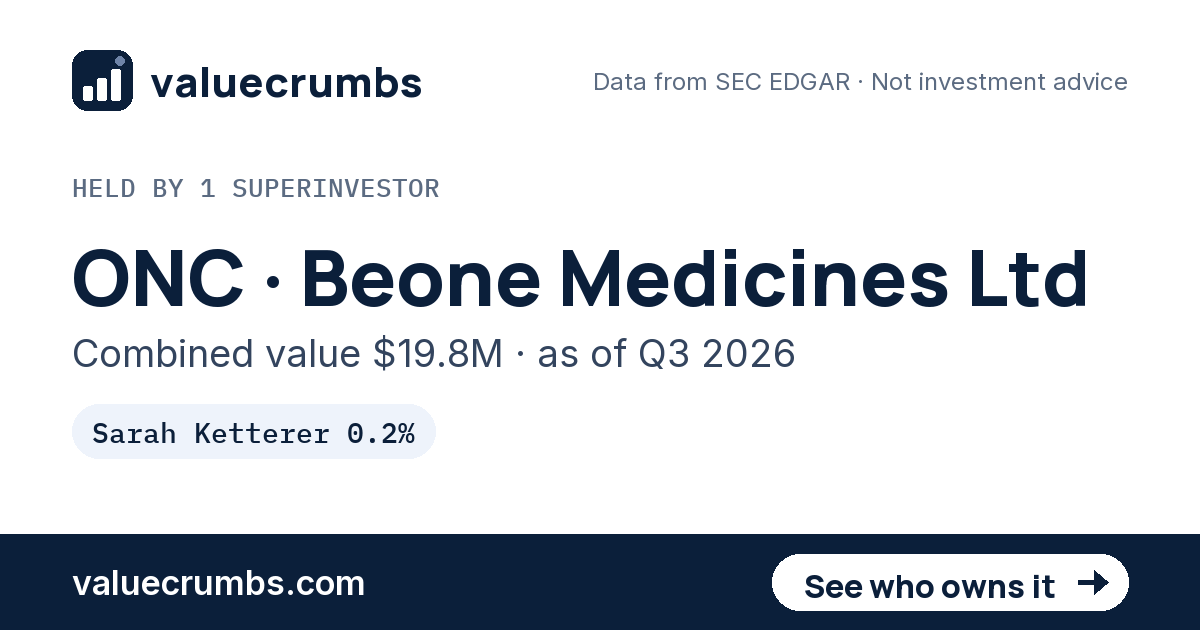 valuecrumbs
Data from SEC EDGAR · Not investment advice
HELD BY 1 SUPERINVESTOR
ONC · Beone Medicines Ltd
Combined value $19.8M · as of Q3 2026
Sarah Ketterer 0.2%
valuecrumbs.com
See who owns it →